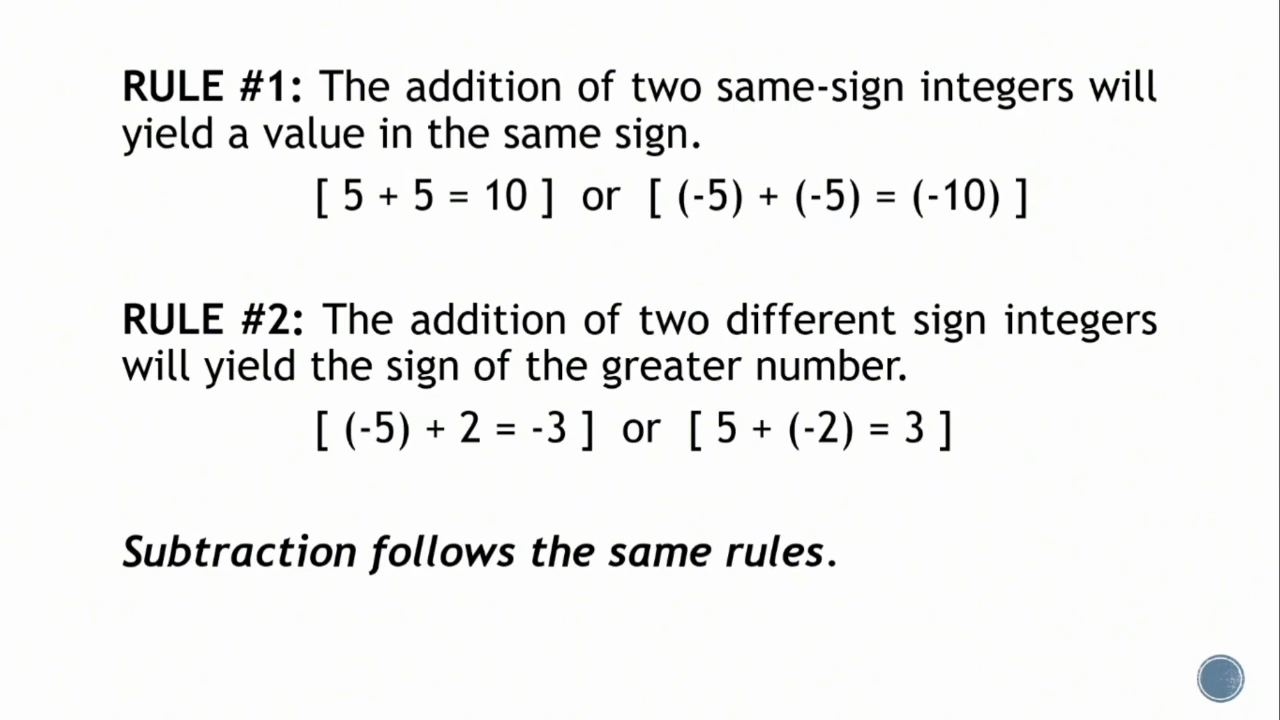 RULE #1: The addition of two same-sign integers will
yield a value in the same sign.
[ 5 + 5 = 10 ] or [ (-5) + (-5) = (-10) ]
RULE #2: The addition of two different sign integers
will yield the sign of the greater number.
[ (-5) + 2 = -3 ] or [ 5 + (-2) = 3 ]
Subtraction follows the same rules.